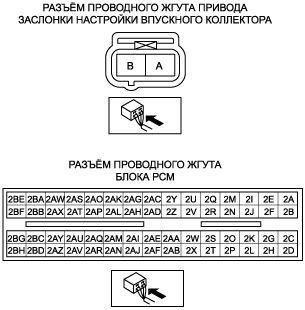 РАЗЪЁМ ПРОВОДНОГО ЖГУТА ПРИВОДА
ЗАСЛОНКИ НАСТРОЙКИ ВПУСКНОГО КОЛЛЕКТОРА
B A
РАЗЪЁМ ПРОВОДНОГО ЖГУТА
БЛОКА PCM
2BE 2BA 2AW 2AS 2AO 2AK 2AG 2AC 2Y 2U 2Q 2M 2I 2E 2A
2BF 2BB 2AX 2AT 2AP 2AL 2AH 2AD 2Z 2V 2R 2N 2J 2F 2B
2BG 2BC 2AY 2AU 2AQ 2AM 2AI 2AE 2AA 2W 2S 2O 2K 2G 2C
2BH 2BD 2AZ 2AV 2AR 2AN 2AJ 2AF 2AB 2X 2T 2P 2L 2H 2D